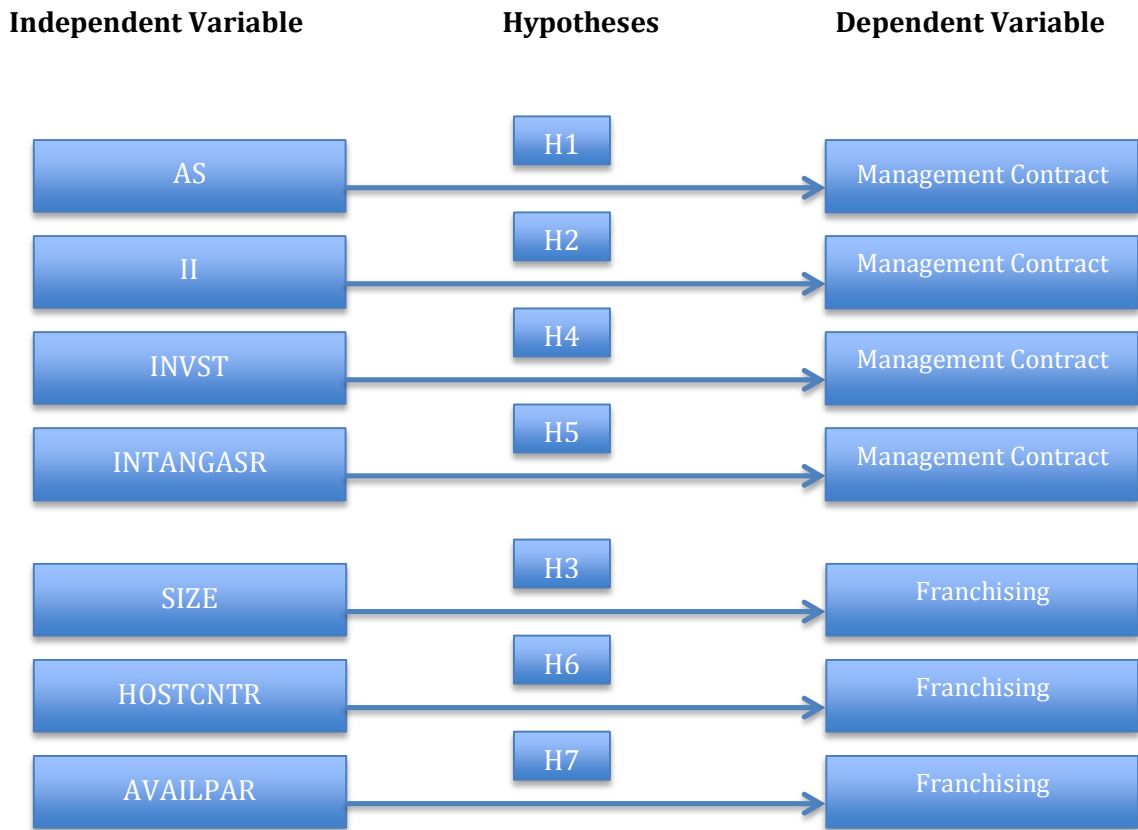 Independent Variable Hypotheses Dependent Variable
H1
AS Management Contract
H2
II Management Contract
H4
INVST Management Contract
H5
INTANGASR Management Contract
H3
SIZE Franchising
H6
HOSTCNTR Franchising
H7
AVAILPAR Franchising